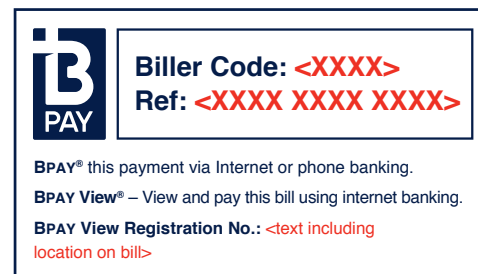 B
PAY
Biller Code: <XXXX>
Ref: <XXXX XXXX XXXX>
BPAY® this payment via Internet or phone banking.
BPAY View® – View and pay this bill using internet banking.
BPAY View Registration No.: <text including
location on bill>